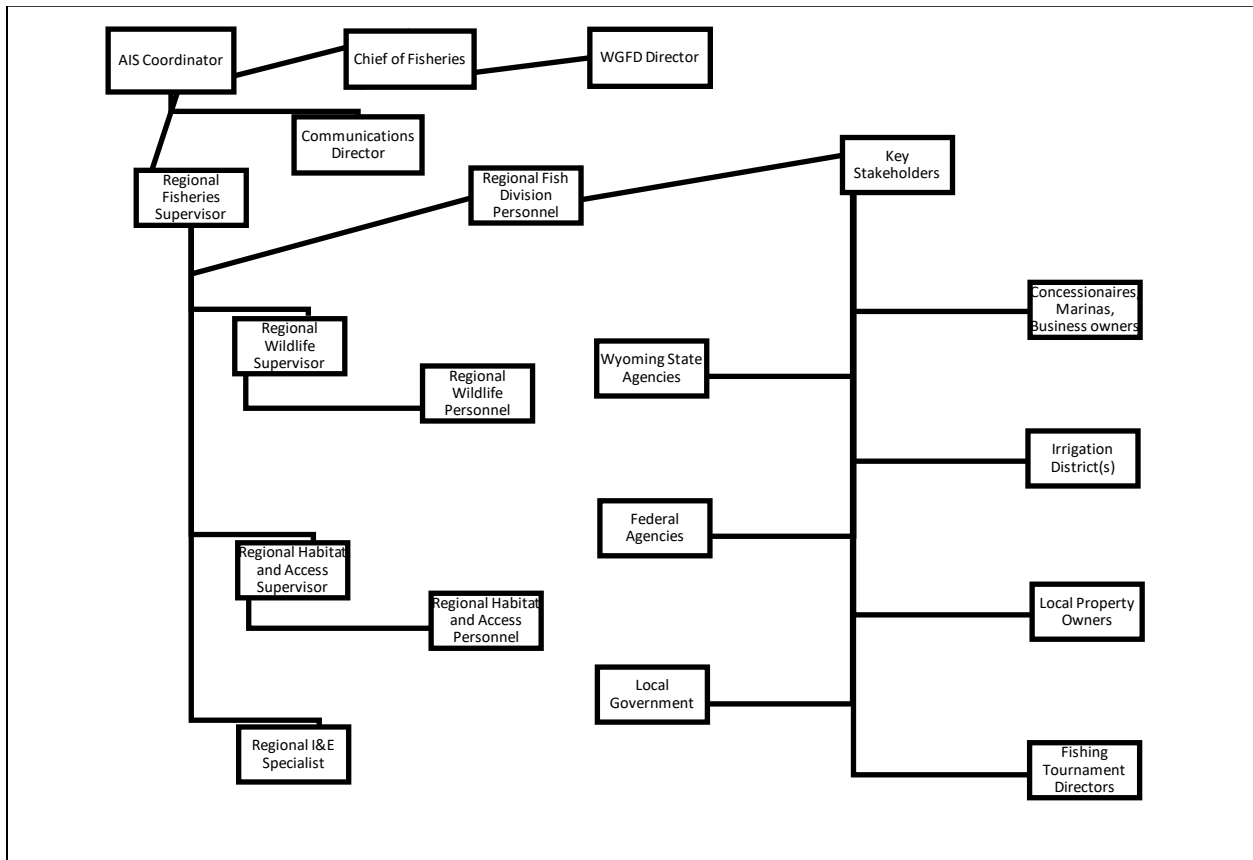 AIS Coordinator
Chief of Fisheries
WGFD Director
Communications
Director
Regional
Fisheries
Supervisor
Regional Fish
Division
Personnel
Key
Stakeholders
Regional
Wildlife
Supervisor
Regional
Wildlife
Personnel
Regional Habitat
and Access
Supervisor
Regional Habitat
and Access
Personnel
Regional I&E
Specialist
Concessionaires,
Marinas,
Business owners
Wyoming State
Agencies
Irrigation
District(s)
Federal
Agencies
Local Property
Owners
Local
Government
Fishing
Tournament
Directors